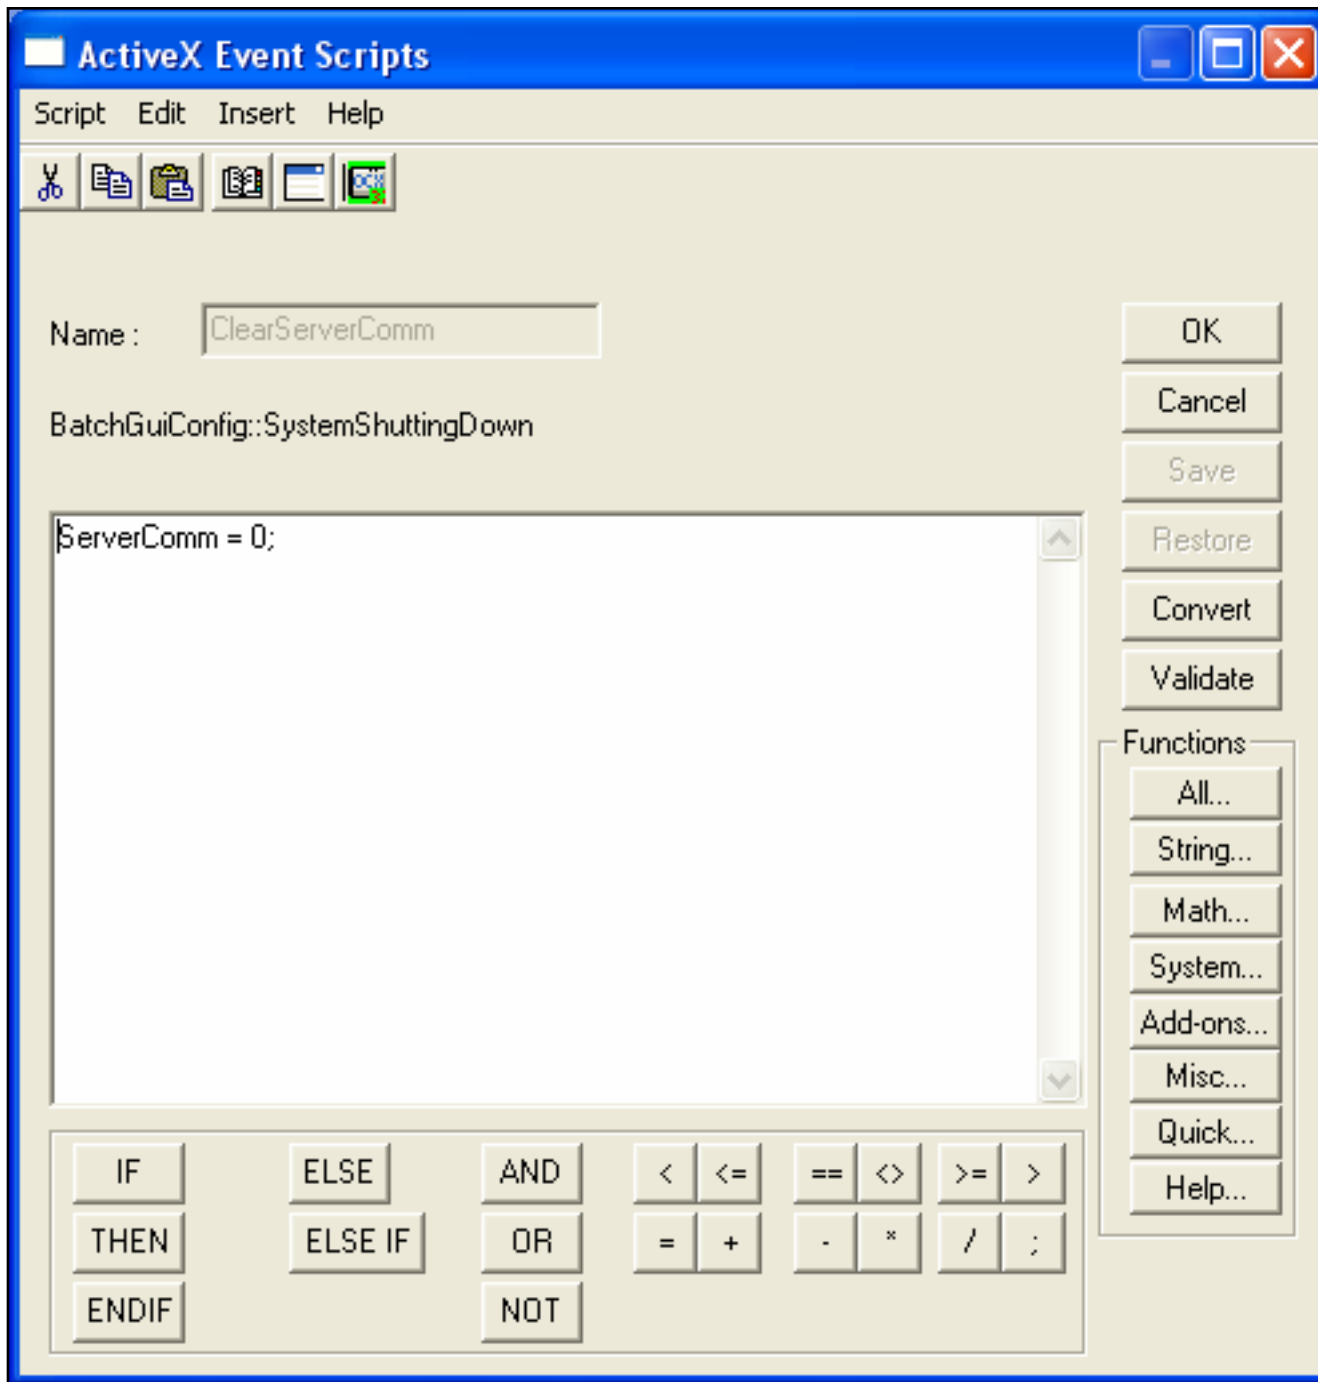 ActiveX Event Scripts
Script Edit Insert Help
Name : ClearServerComm
BatchGuiConfig::SystemShuttingDown
ServerComm = 0;
OK
Cancel
Save
Restore
Convert
Validate
Functions
All...
String...
Math...
System...
Add-ons...
Misc...
Quick...
Help...
IF ELSE AND < <= == <> >= >
THEN ELSE IF OR = + - * / ;
ENDIF NOT